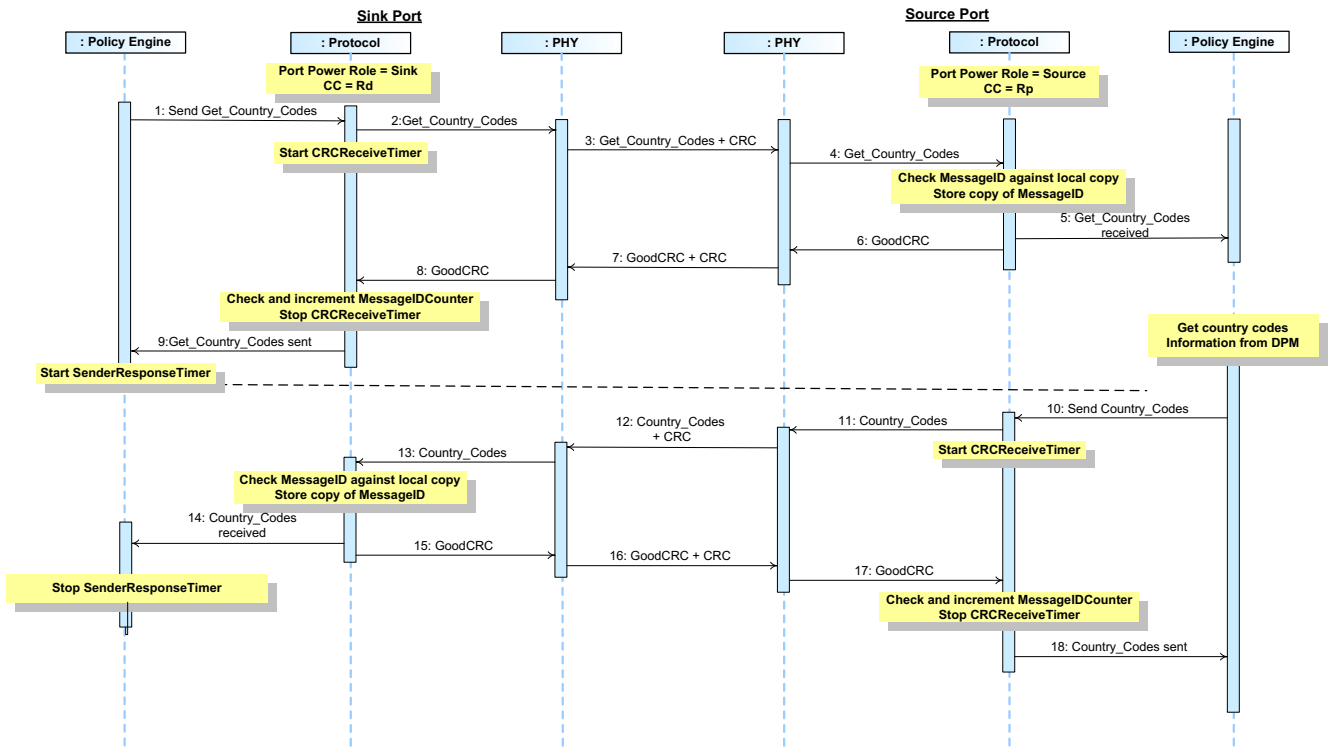 Sink Port
Source Port
: Policy Engine
: Protocol
: PHY
: PHY
: Protocol
: Policy Engine
Port Power Role = Sink
CC = Rd
Port Power Role = Source
CC = Rp
1: Send Get_Country_Codes
2:Get_Country_Codes
Start CRCReceiveTimer
3: Get_Country_Codes + CRC
4: Get_Country_Codes
Check MessageID against local copy
Store copy of MessageID
5: Get_Country_Codes
received
6: GoodCRC
7: GoodCRC + CRC
8: GoodCRC
Check and increment MessageIDCounter
Stop CRCReceiveTimer
9:Get_Country_Codes sent
Start SenderResponseTimer
Get country codes
Information from DPM
10: Send Country_Codes
11: Country_Codes
Start CRCReceiveTimer
12: Country_Codes
+ CRC
13: Country_Codes
Check MessageID against local copy
Store copy of MessageID
14: Country_Codes
received
15: GoodCRC
16: GoodCRC + CRC
17: GoodCRC
Stop SenderResponseTimer
Check and increment MessageIDCounter
Stop CRCReceiveTimer
18: Country_Codes sent